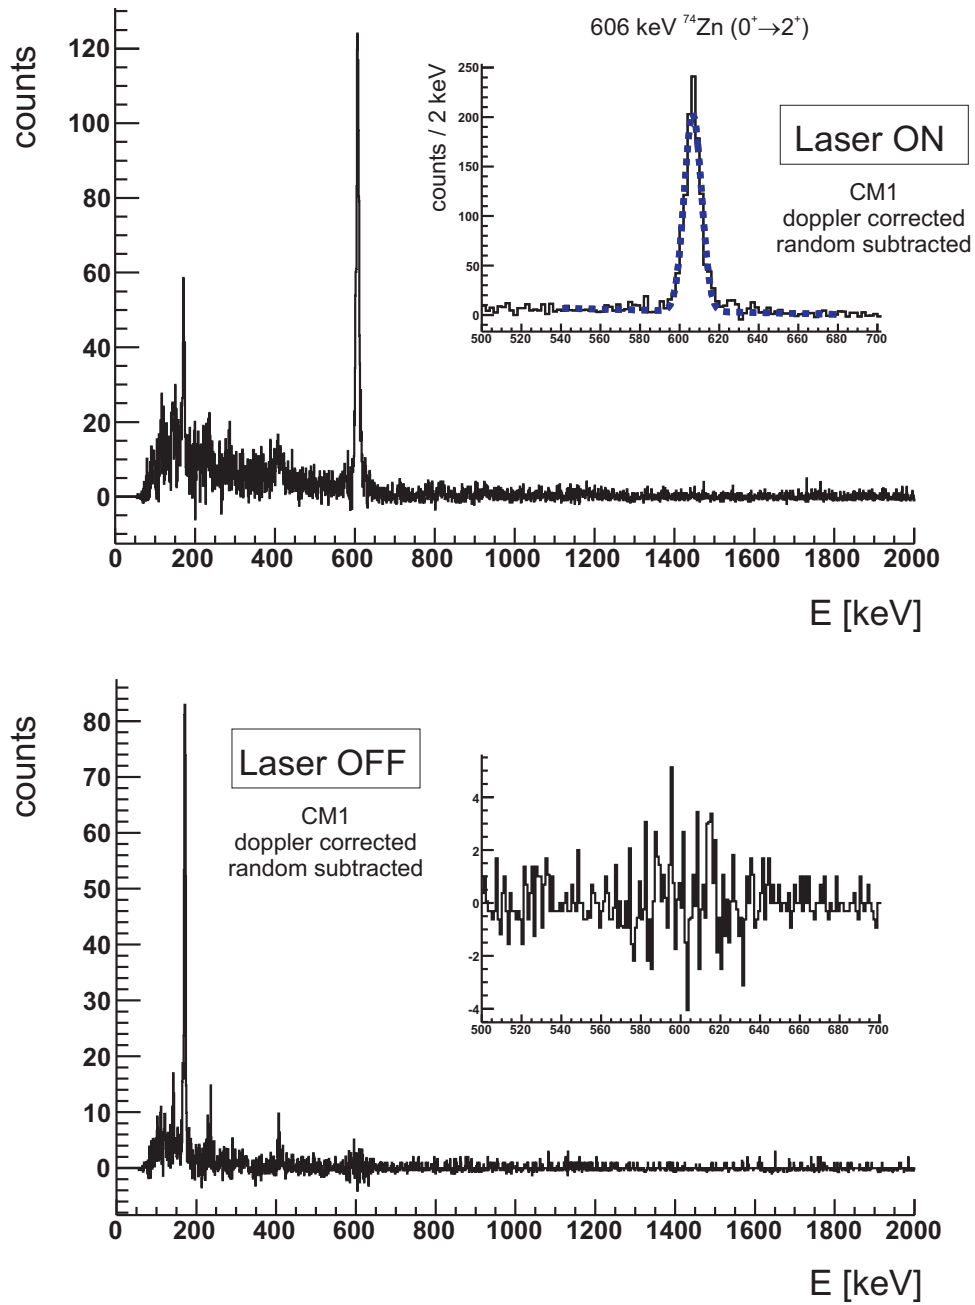 606 keV ⁷⁴Zn (0⁺→2⁺)
counts
120
100
80
60
40
20
0
0 200 400 600 800 1000 1200 1400 1600 1800 2000
E [keV]
counts / 2 keV
250
200
150
100
50
0
500 520 540 560 580 600 620 640 660 680 700
Laser ON
CM1
doppler corrected
random subtracted
counts
80
70
60
50
40
30
20
10
0
0 200 400 600 800 1000 1200 1400 1600 1800 2000
E [keV]
Laser OFF
CM1
doppler corrected
random subtracted
4
2
0
-2
-4
500 520 540 560 580 600 620 640 660 680 700